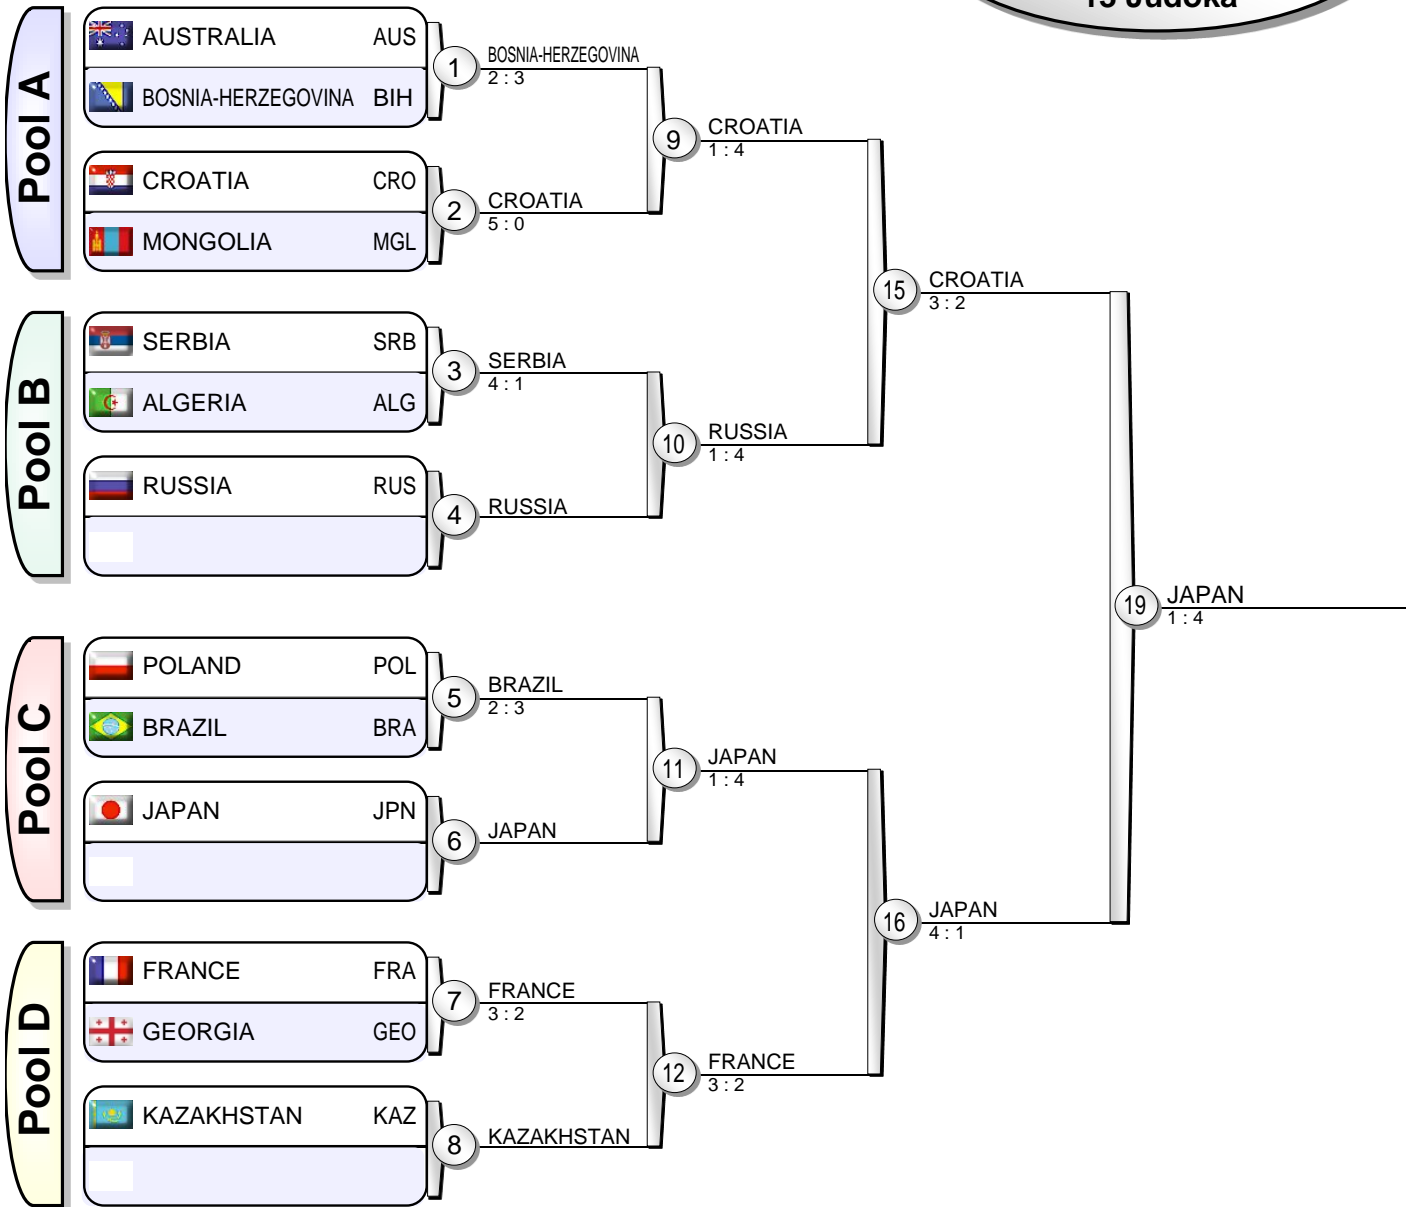 13 Judoka
Pool A
AUSTRALIA AUS
BOSNIA-HERZEGOVINA BIH
CROATIA CRO
MONGOLIA MGL
1
BOSNIA-HERZEGOVINA
2 : 3
2
CROATIA
5 : 0
9
CROATIA
1 : 4
Pool B
SERBIA SRB
ALGERIA ALG
RUSSIA RUS
3
SERBIA
4 : 1
4
RUSSIA
10
RUSSIA
1 : 4
15
CROATIA
3 : 2
Pool C
POLAND POL
BRAZIL BRA
JAPAN JPN
5
BRAZIL
2 : 3
6
JAPAN
11
JAPAN
1 : 4
Pool D
FRANCE FRA
GEORGIA GEO
KAZAKHSTAN KAZ
7
FRANCE
3 : 2
8
KAZAKHSTAN
12
FRANCE
3 : 2
16
JAPAN
4 : 1
19
JAPAN
1 : 4